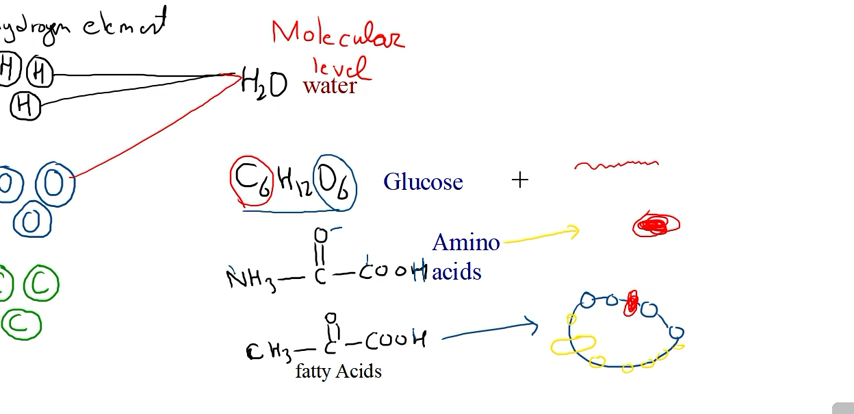 hydrogen element
Molecular
level
H H
H
H2O water
O O
O
C6H12O6 Glucose +
Amino
acids
O-
NH3-C-COOH
C C
C
O
CH3-C-COOH
fatty Acids